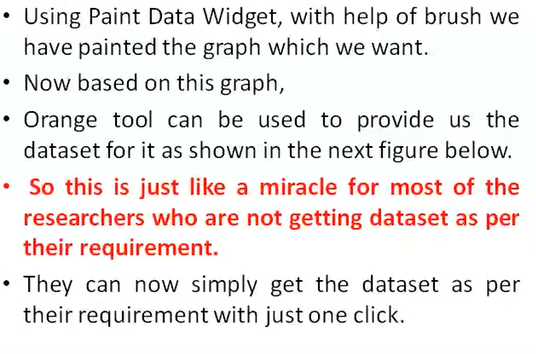 • Using Paint Data Widget, with help of brush we
have painted the graph which we want.
• Now based on this graph,
• Orange tool can be used to provide us the
dataset for it as shown in the next figure below.
• So this is just like a miracle for most of the
researchers who are not getting dataset as per
their requirement.
• They can now simply get the dataset as per
their requirement with just one click.